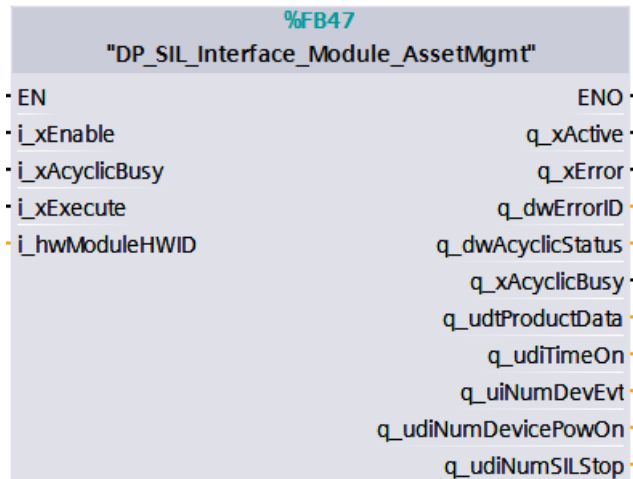 %FB47
"DP_SIL_Interface_Module_AssetMgmt"
EN ENO
i_xEnable q_xActive
i_xAcyclicBusy q_xError
i_xExecute q_dwErrorID
i_hwModuleHWID q_dwAcyclicStatus
q_xAcyclicBusy
q_udtProductData
q_udiTimeOn
q_uiNumDevEvt
q_udiNumDevicePowOn
q_udiNumSILStop